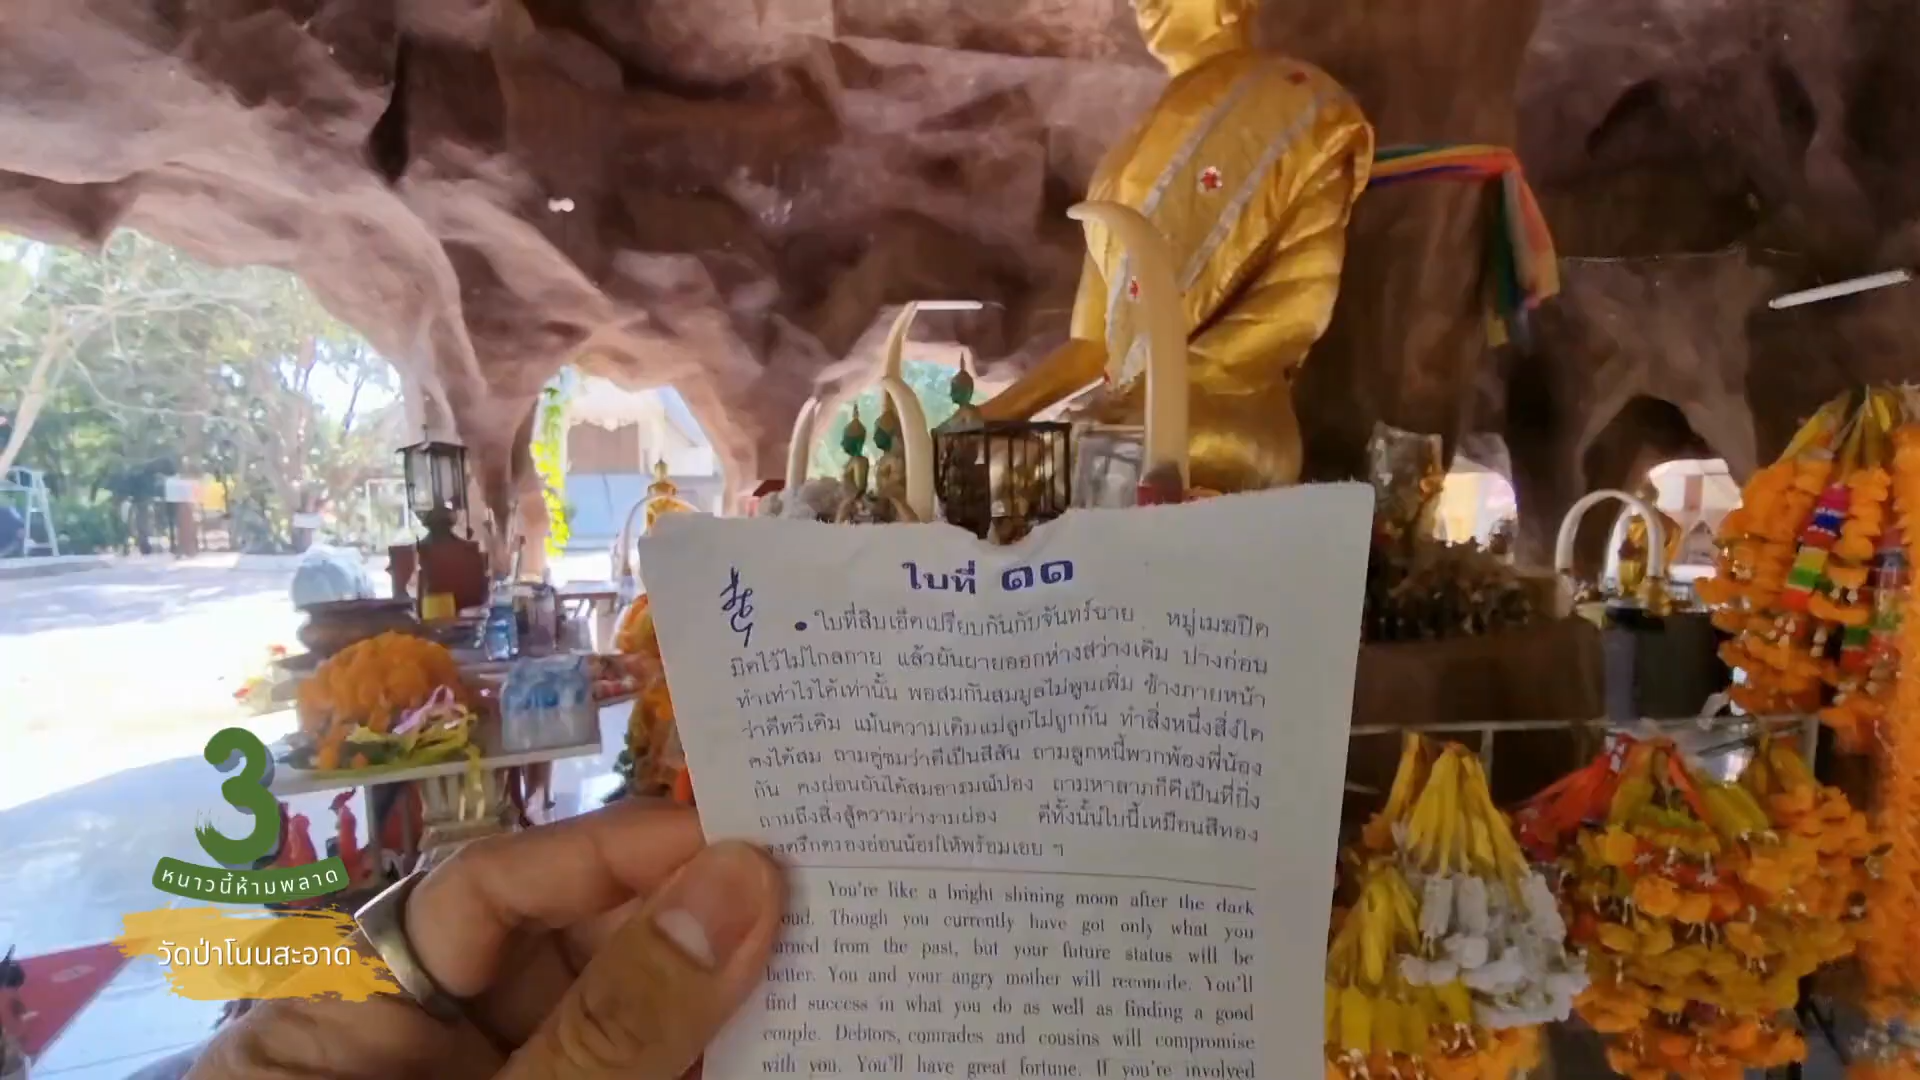 ใบที่ ๑๑
• ใบที่สิบเอ็ดเปรียบกันกับจันทร์ฉาย หมู่เมฆปิด
มิดไว้ไม่ไกลกาย แล้วผันผายออกห่างสว่างเดิม ปางก่อน
ทำเท่าไรได้เท่านั้น พอสมกันสมมูลไม่พูนเพิ่ม ข้างภายหน้า
ว่าดีทวีเดิม แม้นความเดิมแม่ลูกไม่ถูกกัน ทำสิ่งหนึ่งสิ่งใด
คงได้สม ถามคู่ชมว่าดีเป็นสีสัน ถามลูกหนี้พวกพ้องพี่น้อง
กัน คงผ่อนผันได้สมอารมณ์ปอง ถามหาลาภก็ดีเป็นที่ยิ่ง
ถามถึงสิ่งสู้ความว่างามผ่อง ดีทั้งนั้นใบนี้เหมือนสีทอง
You're like a bright shining moon after the dark
Though you currently have got only what you
from the past, but your future status will be
better. You and your angry mother will reconcile. You'll
find success in what you do as well as finding a good
couple. Debtors, comrades and cousins will compromise
with you. You'll have great fortune. If you're involved
3
หนาวนี้ห้ามพลาด
วัดป่าโนนสะอาด